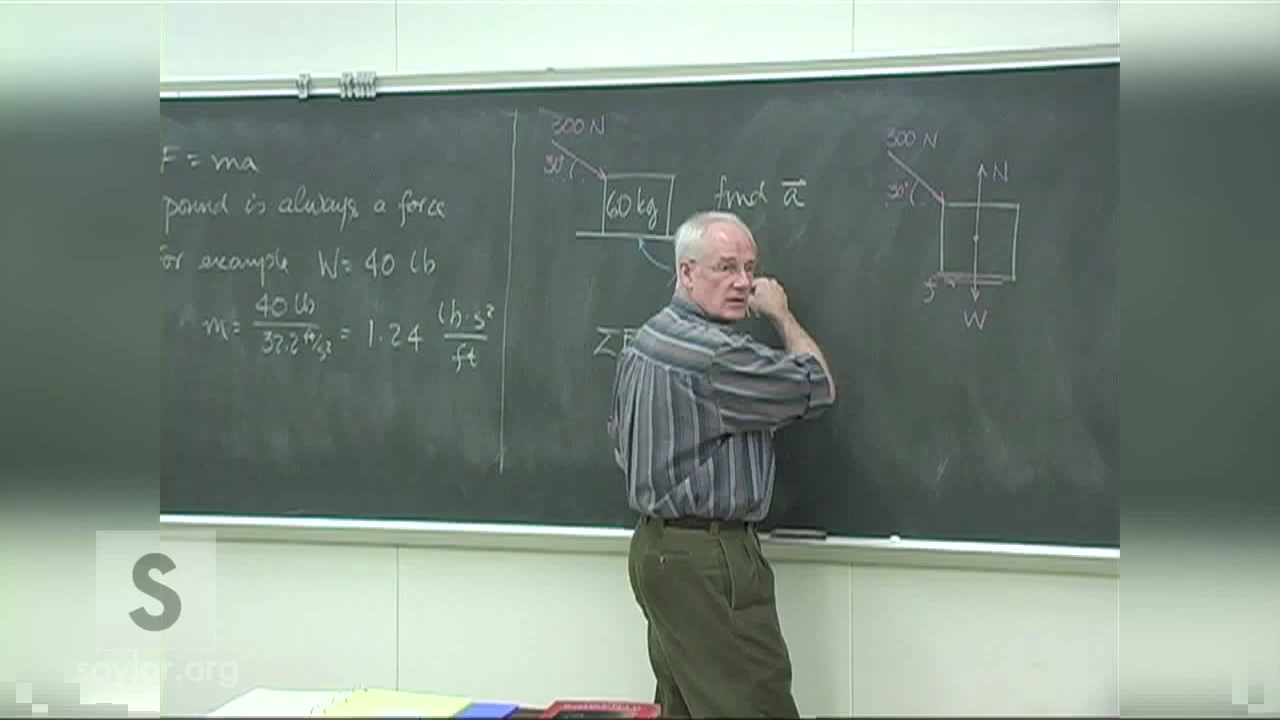 F = ma
pound is always a force
for example W = 40 lb
m = 40 lb / 32.2 ft/s² = 1.24 lb·s² / ft
300 N
30°
60 kg
find a⃗
Σ
300 N
30°
N
f
W
S
saylor.org